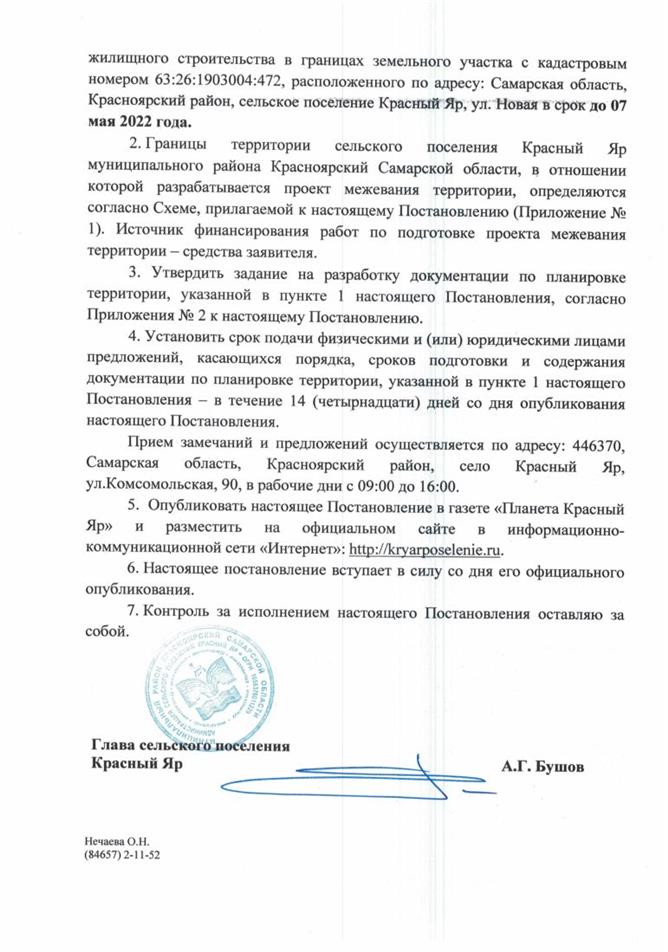 жилищного строительства в границах земельного участка с кадастровым
номером 63:26:1903004:472, расположенного по адресу: Самарская область,
Красноярский район, сельское поселение Красный Яр, ул. Новая в срок до 07
мая 2022 года.
2. Границы территории сельского поселения Красный Яр
муниципального района Красноярский Самарской области, в отношении
которой разрабатывается проект межевания территории, определяются
согласно Схеме, прилагаемой к настоящему Постановлению (Приложение №
1). Источник финансирования работ по подготовке проекта межевания
территории – средства заявителя.
3. Утвердить задание на разработку документации по планировке
территории, указанной в пункте 1 настоящего Постановления, согласно
Приложения № 2 к настоящему Постановлению.
4. Установить срок подачи физическими и (или) юридическими лицами
предложений, касающихся порядка, сроков подготовки и содержания
документации по планировке территории, указанной в пункте 1 настоящего
Постановления – в течение 14 (четырнадцати) дней со дня опубликования
настоящего Постановления.
Прием замечаний и предложений осуществляется по адресу: 446370,
Самарская область, Красноярский район, село Красный Яр,
ул.Комсомольская, 90, в рабочие дни с 09:00 до 16:00.
5. Опубликовать настоящее Постановление в газете «Планета Красный
Яр» и разместить на официальном сайте в информационно-
коммуникационной сети «Интернет»: http://kryarposelenie.ru.
6. Настоящее постановление вступает в силу со дня его официального
опубликования.
7. Контроль за исполнением настоящего Постановления оставляю за
собой.
МУНИЦИПАЛЬНЫЙ РАЙОН КРАСНОЯРСКИЙ САМАРСКОЙ ОБЛАСТИ
АДМИНИСТРАЦИЯ СЕЛЬСКОГО ПОСЕЛЕНИЯ КРАСНЫЙ ЯР
Глава сельского поселения
Красный Яр А.Г. Бушов
Нечаева О.Н.
(84657) 2-11-52